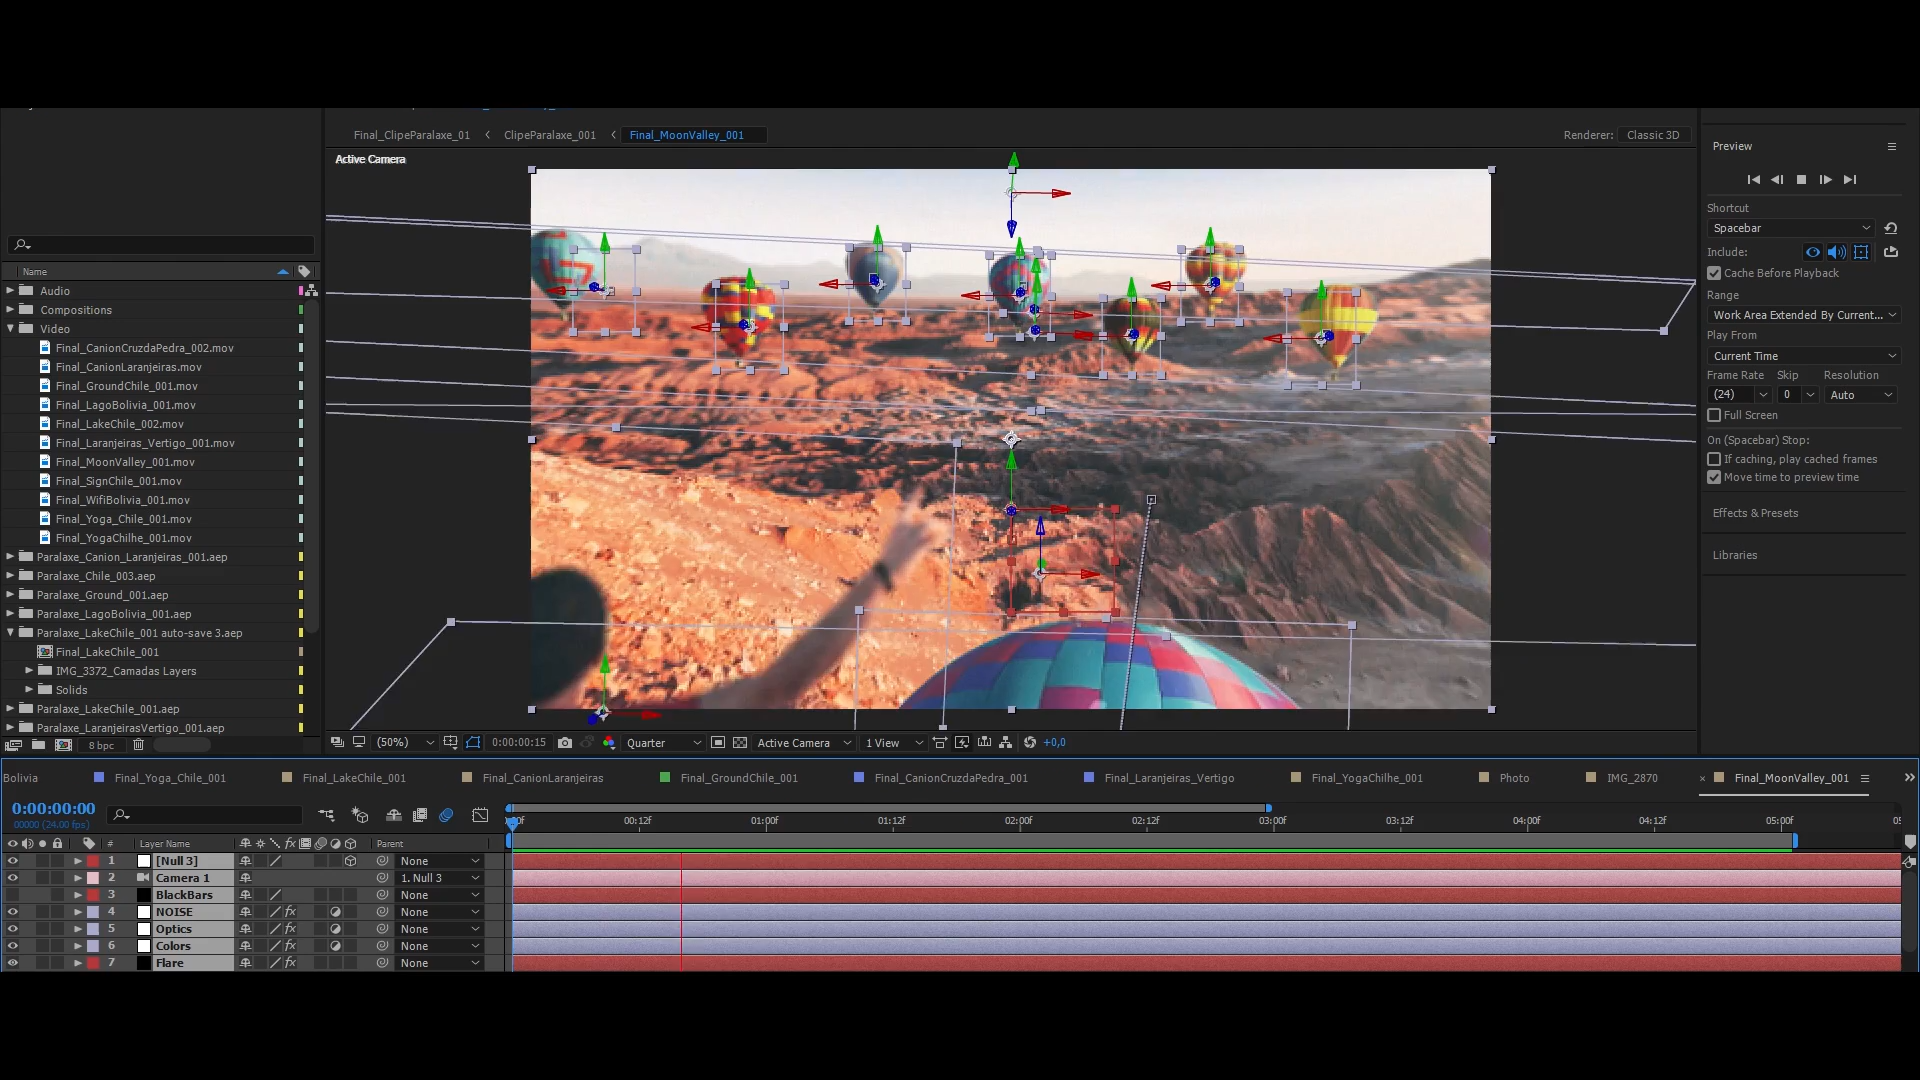 Final_ClipeParalaxe_01 < ClipeParalaxe_001 < Final_MoonValley_001
Renderer: Classic 3D
Active Camera
Preview
Shortcut
Spacebar
Include:
Cache Before Playback
Range
Work Area Extended By Current...
Play From
Current Time
Frame Rate Skip Resolution
(24) 0 Auto
Full Screen
On (Spacebar) Stop:
If caching, play cached frames
Move time to preview time
Effects & Presets
Libraries
Name
Audio
Compositions
Video
Final_CanionCruzdaPedra_002.mov
Final_CanionLaranjeiras.mov
Final_GroundChile_001.mov
Final_LagoBolivia_001.mov
Final_LakeChile_002.mov
Final_Laranjeiras_Vertigo_001.mov
Final_MoonValley_001.mov
Final_SignChile_001.mov
Final_WifiBolivia_001.mov
Final_Yoga_Chile_001.mov
Final_YogaChilhe_001.mov
Paralaxe_Canion_Laranjeiras_001.aep
Paralaxe_Chile_003.aep
Paralaxe_Ground_001.aep
Paralaxe_LagoBolivia_001.aep
Paralaxe_LakeChile_001 auto-save 3.aep
Final_LakeChile_001
IMG_3372_Camadas Layers
Solids
Paralaxe_LakeChile_001.aep
Paralaxe_LaranjeirasVertigo_001.aep
8 bpc
(50%) 0:00:00:15 Quarter Active Camera 1 View +0,0
Bolivia Final_Yoga_Chile_001 Final_LakeChile_001 Final_CanionLaranjeiras Final_GroundChile_001 Final_CanionCruzdaPedra_001 Final_Laranjeiras_Vertigo Final_YogaChilhe_001 Photo IMG_2870 × Final_MoonValley_001
0:00:00:00
00000 (24.00 fps)
00:12f 01:00f 01:12f 02:00f 02:12f 03:00f 03:12f 04:00f 04:12f 05:00f
# Layer Name fx Parent
1 [Null 3] None
2 Camera 1 1. Null 3
3 BlackBars None
4 NOISE fx None
5 Optics fx None
6 Colors fx None
7 Flare fx None